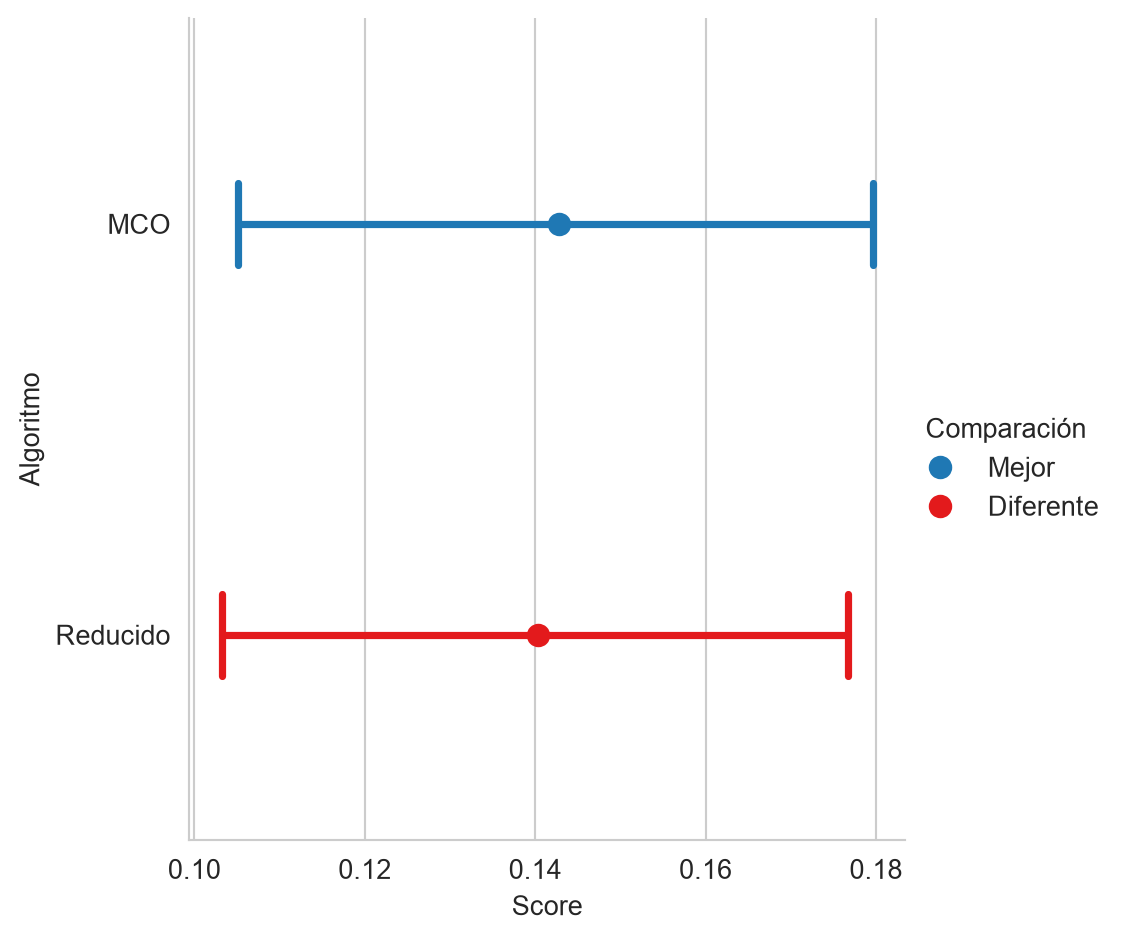 MCO
Reducido
Algoritmo
0.10 0.12 0.14 0.16 0.18
Score
Comparación
Mejor
Diferente